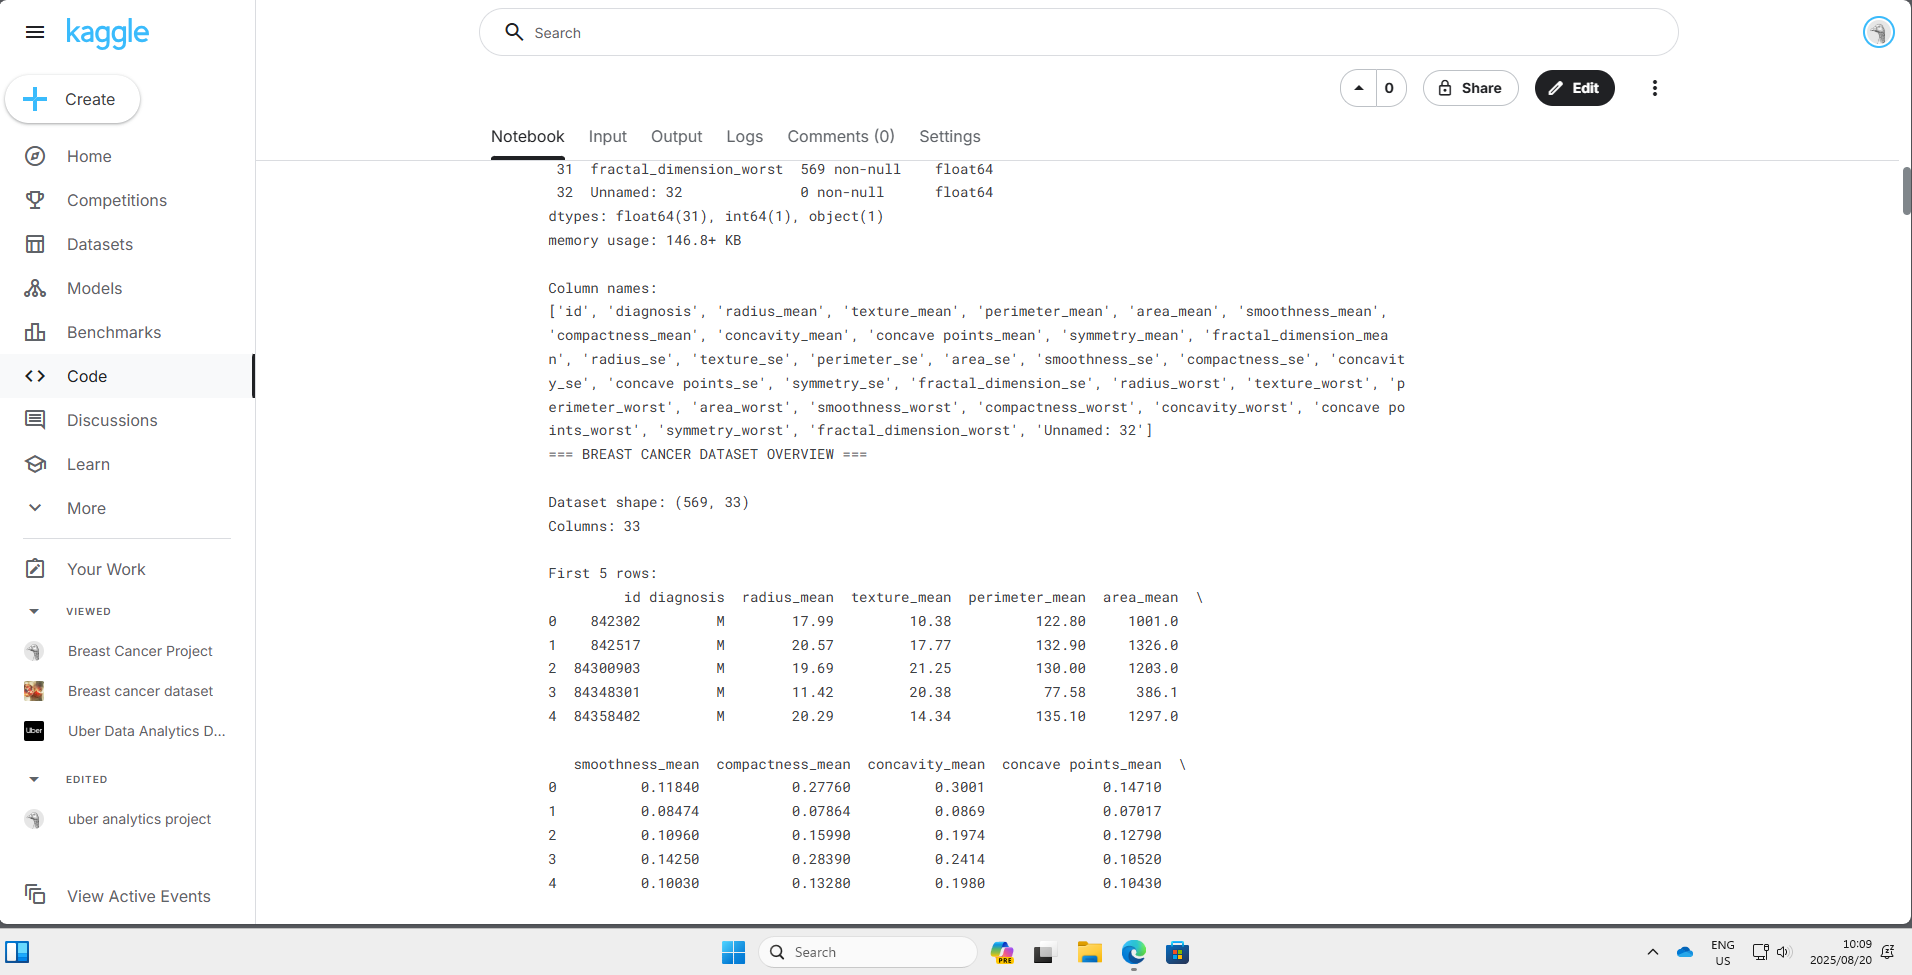 kaggle
Search
Create
0
Share
Edit
Home
Competitions
Datasets
Models
Benchmarks
Code
Discussions
Learn
More
Your Work
VIEWED
Breast Cancer Project
Breast cancer dataset
Uber
Uber Data Analytics D...
EDITED
uber analytics project
View Active Events
Notebook Input Output Logs Comments (0) Settings
31 fractal_dimension_worst 569 non-null float64
32 Unnamed: 32 0 non-null float64
dtypes: float64(31), int64(1), object(1)
memory usage: 146.8+ KB
Column names:
['id', 'diagnosis', 'radius_mean', 'texture_mean', 'perimeter_mean', 'area_mean', 'smoothness_mean',
'compactness_mean', 'concavity_mean', 'concave points_mean', 'symmetry_mean', 'fractal_dimension_mea
n', 'radius_se', 'texture_se', 'perimeter_se', 'area_se', 'smoothness_se', 'compactness_se', 'concavit
y_se', 'concave points_se', 'symmetry_se', 'fractal_dimension_se', 'radius_worst', 'texture_worst', 'p
erimeter_worst', 'area_worst', 'smoothness_worst', 'compactness_worst', 'concavity_worst', 'concave po
ints_worst', 'symmetry_worst', 'fractal_dimension_worst', 'Unnamed: 32']
=== BREAST CANCER DATASET OVERVIEW ===
Dataset shape: (569, 33)
Columns: 33
First 5 rows:
id diagnosis radius_mean texture_mean perimeter_mean area_mean \
0 842302 M 17.99 10.38 122.80 1001.0
1 842517 M 20.57 17.77 132.90 1326.0
2 84300903 M 19.69 21.25 130.00 1203.0
3 84348301 M 11.42 20.38 77.58 386.1
4 84358402 M 20.29 14.34 135.10 1297.0
smoothness_mean compactness_mean concavity_mean concave points_mean \
0 0.11840 0.27760 0.3001 0.14710
1 0.08474 0.07864 0.0869 0.07017
2 0.10960 0.15990 0.1974 0.12790
3 0.14250 0.28390 0.2414 0.10520
4 0.10030 0.13280 0.1980 0.10430
Search
PRE
ENG
US
10:09
2025/08/20